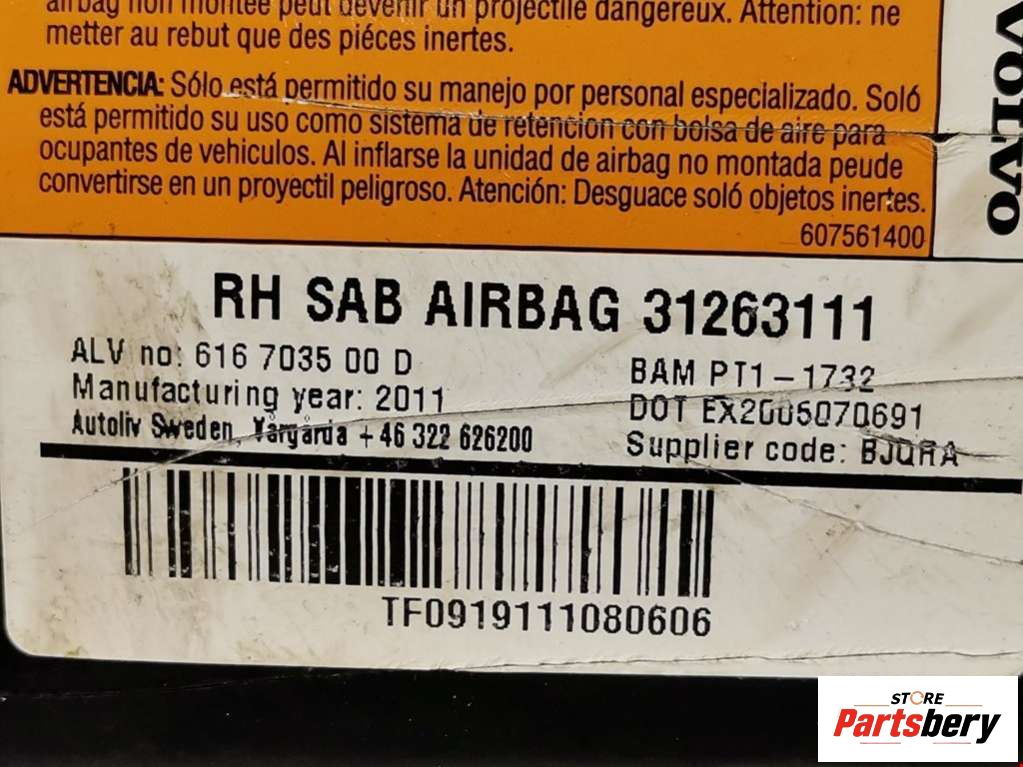 airbag non montée peut devenir un projectile dangereux. Attention: ne
metter au rebut que des piéces inertes.
ADVERTENCIA: Sólo está permitido su manejo por personal especializado. Soló
está permitido su uso como sistema de retención con bolsa de aire para
ocupantes de vehiculos. Al inflarse la unidad de airbag no montada peude
convertirse en un proyectil peligroso. Atención: Desguace soló objetos inertes.
607561400
VOLVO
RH SAB AIRBAG 31263111
ALV no: 616 7035 00 D
BAM PT1-1732
Manufacturing year: 2011
DOT EX2005070691
Autoliv Sweden, Vårgårda +46 322 626200
Supplier code: BJQRA
TF0919111080606
STORE
Partsbery